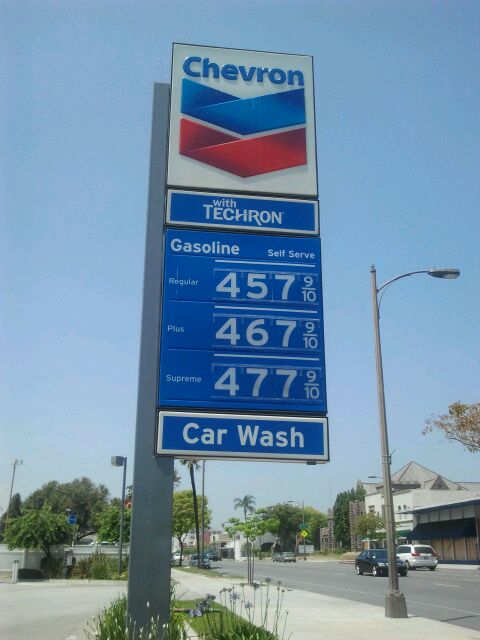 Chevron
with
TECHRON
Gasoline Self Serve
Regular 457 9/10
Plus 467 9/10
Supreme 477 9/10
Car Wash